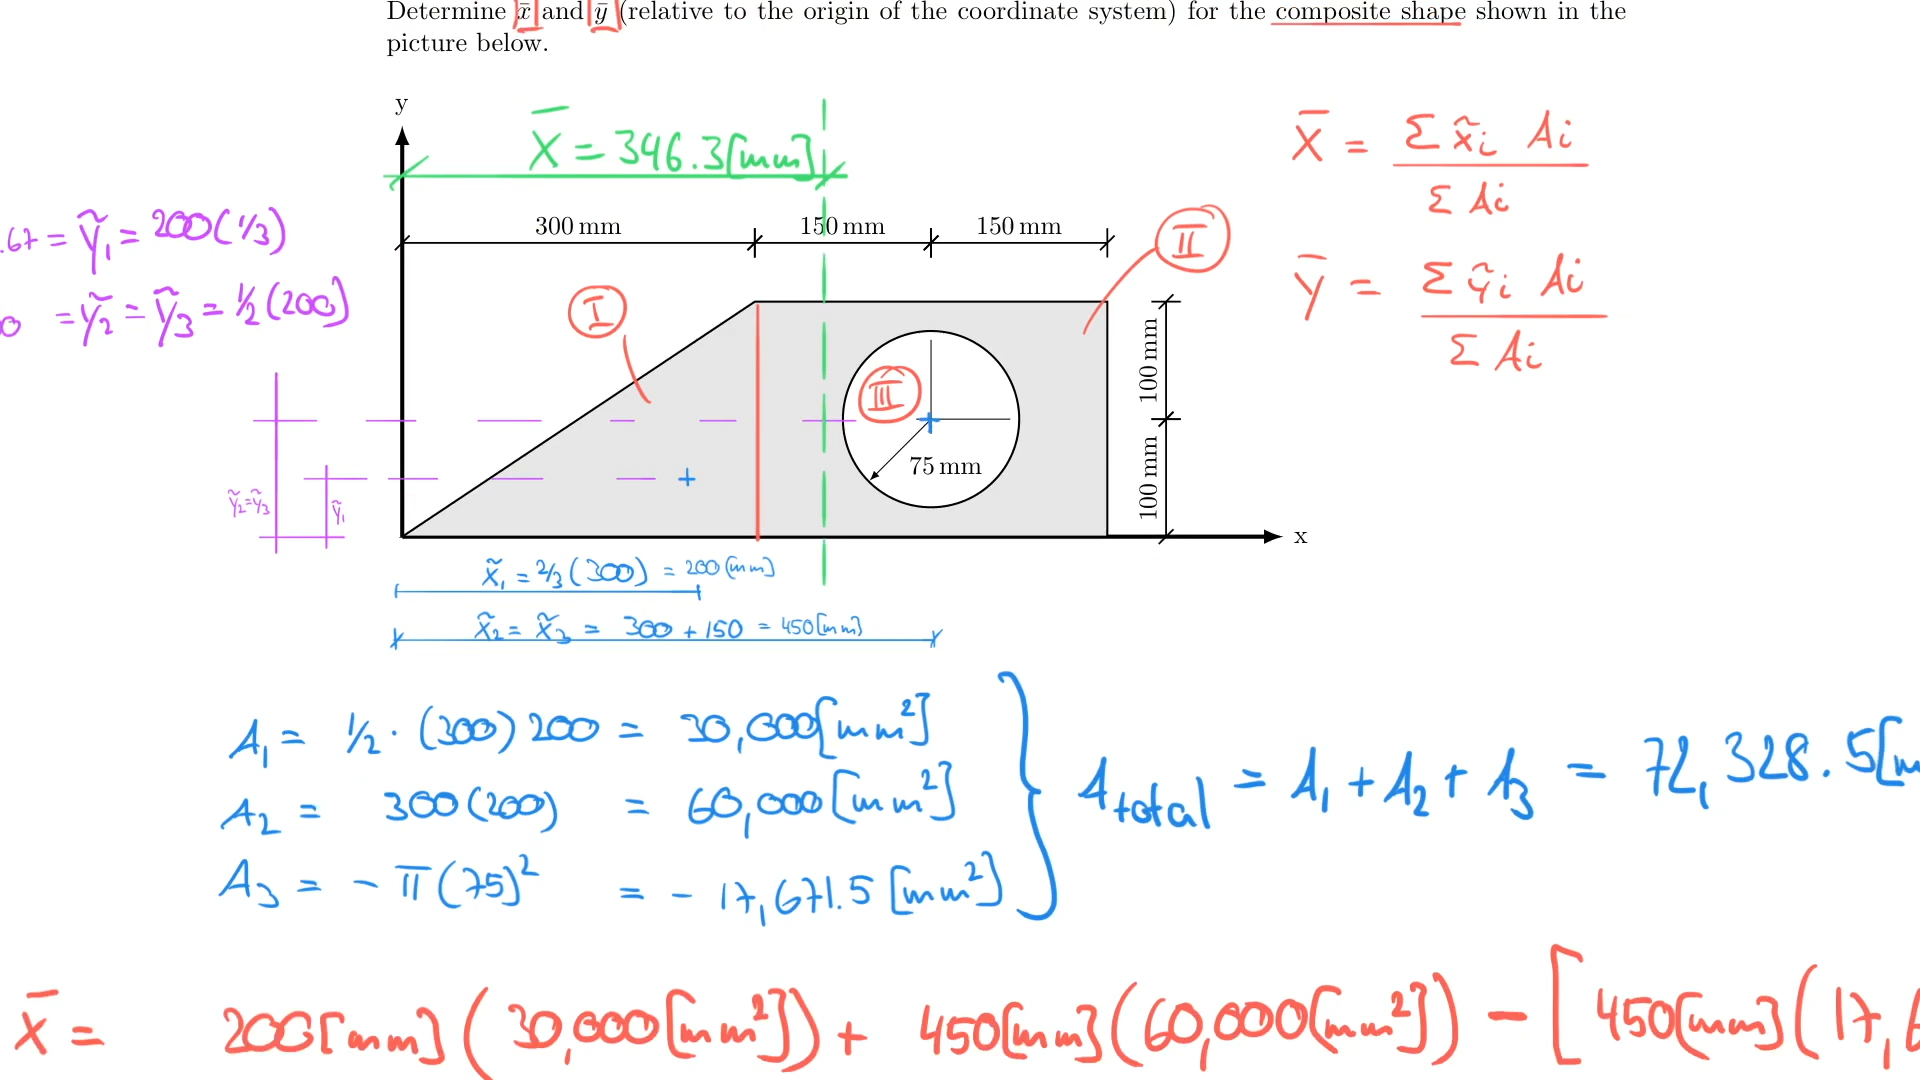 Determine x̄ and ȳ (relative to the origin of the coordinate system) for the composite shape shown in the
picture below.
y
X̄ = 346.3[mm]
X̄ = Σ x̃i Ai / Σ Ai
300 mm 150 mm 150 mm
II
.67 = ỹ1 = 200(1/3)
0 = ỹ2 = ỹ3 = 1/2(200)
Ȳ = Σ ỹi Ai / Σ Ai
I
III
100 mm
75 mm
100 mm
ỹ2=ỹ3
ỹ1
x
x̃1 = 2/3(300) = 200[mm]
x̃2 = x̃3 = 300 + 150 = 450[mm]
A1 = 1/2 · (300) 200 = 30,000[mm²]
A2 = 300(200) = 60,000[mm²]
A3 = - π(75)² = - 17,671.5[mm²]
Atotal = A1 + A2 + A3 = 72,328.5[m
X̄ = 200[mm](30,000[mm²]) + 450[mm](60,000[mm²]) - [450[mm](17,6